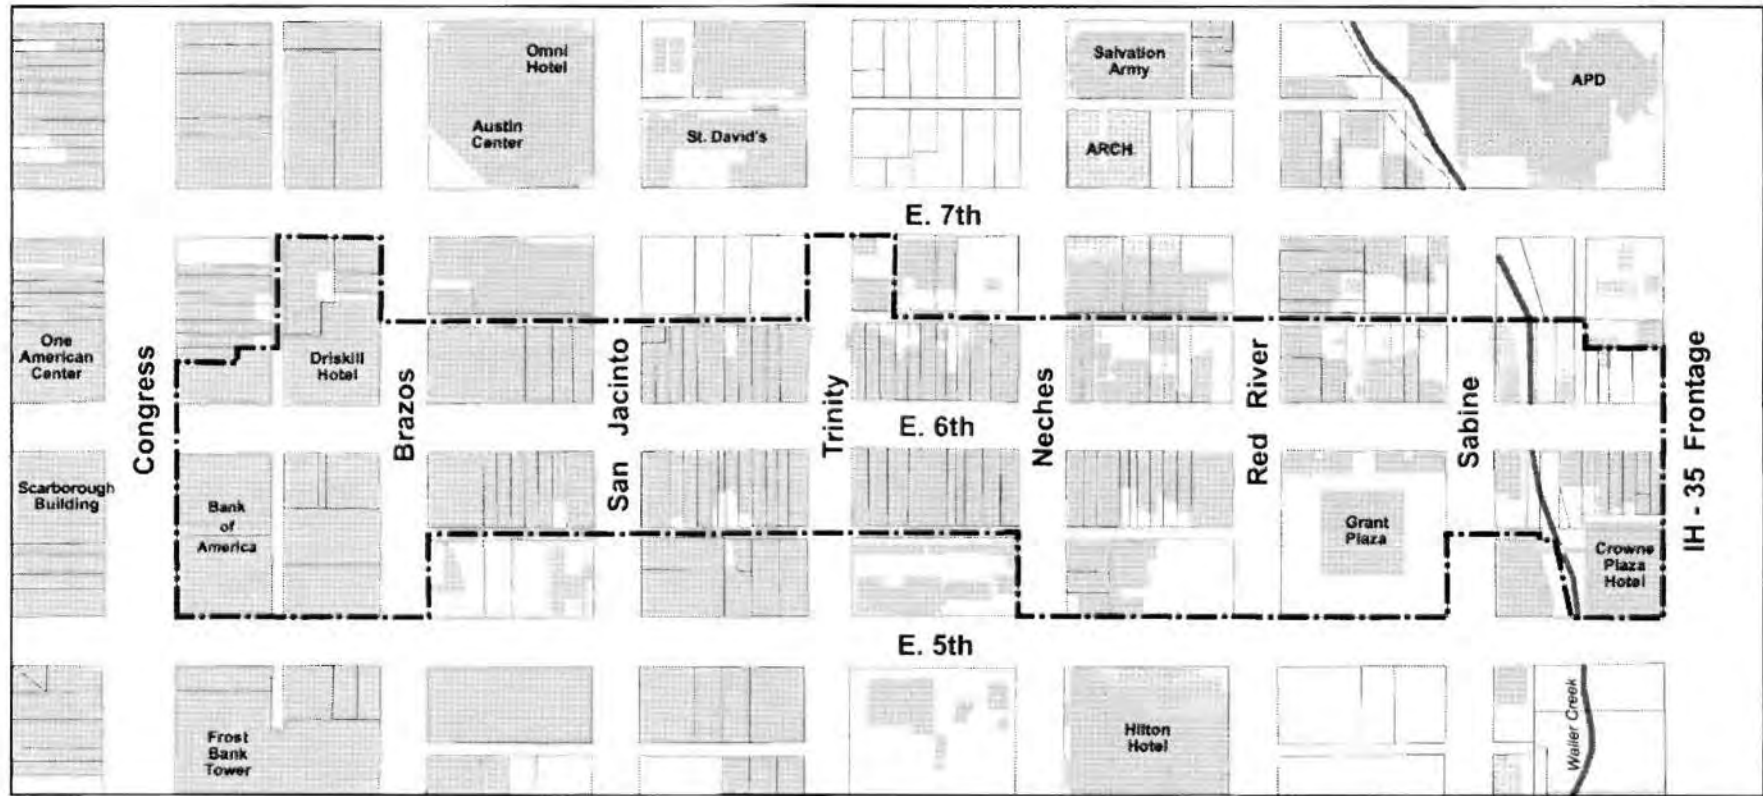 Omni
Hotel
Austin
Center
St. David's
Salvation
Army
ARCH
APD
E. 7th
One
American
Center
Congress
Driskill
Hotel
Brazos
San Jacinto
Trinity
E. 6th
Neches
Red River
Sabine
IH - 35 Frontage
Scarborough
Building
Bank
of
America
Grant
Plaza
Crowne
Plaza
Hotel
E. 5th
Frost
Bank
Tower
Hilton
Hotel
Waller Creek